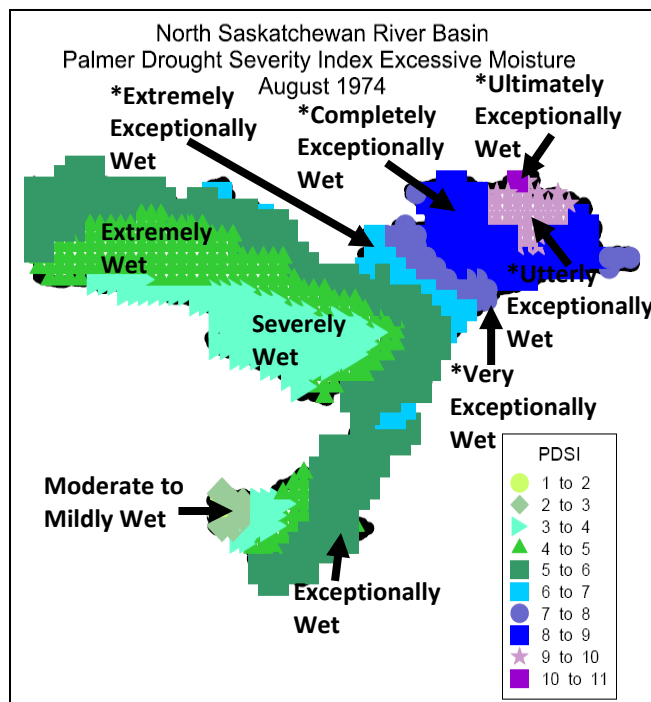 North Saskatchewan River Basin
Palmer Drought Severity Index Excessive Moisture
August 1974
*Extremely
Exceptionally
Wet
*Completely
Exceptionally
Wet
*Ultimately
Exceptionally
Wet
Extremely
Wet
*Utterly
Exceptionally
Wet
Severely
Wet
*Very
Exceptionally
Wet
Moderate to
Mildly Wet
Exceptionally
Wet
PDSI
1 to 2
2 to 3
3 to 4
4 to 5
5 to 6
6 to 7
7 to 8
8 to 9
9 to 10
10 to 11